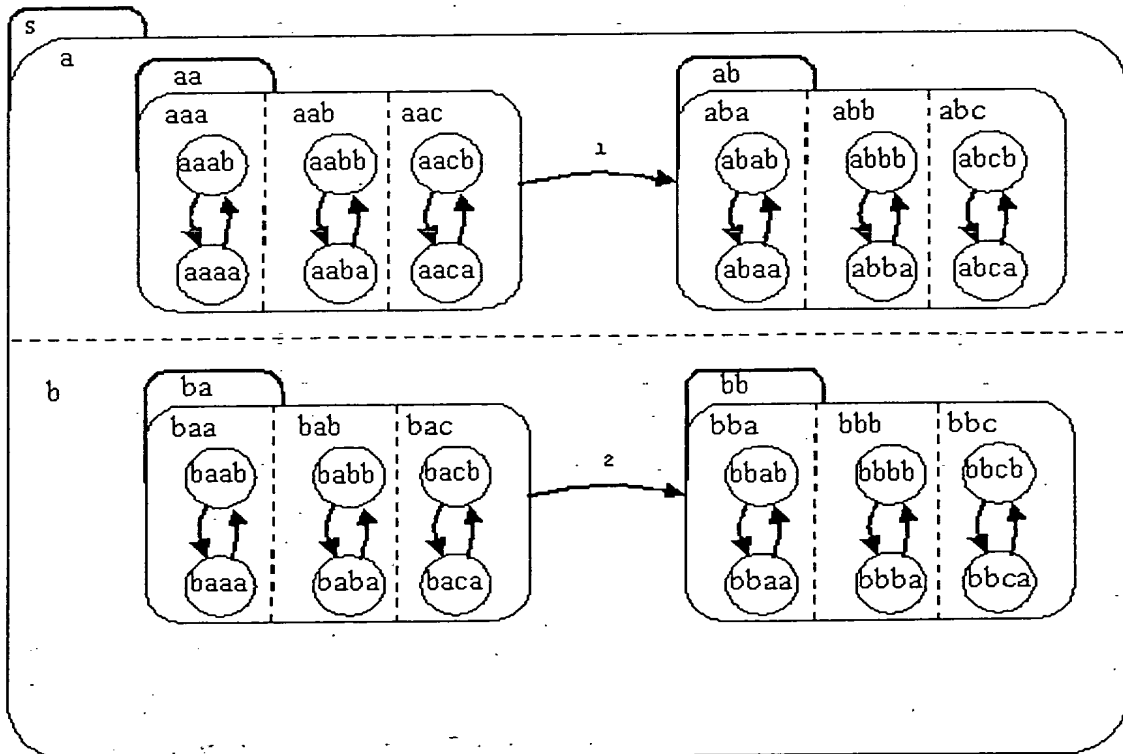 s
a
aa ab
aaa aab aac aba abb abc
aaab aabb aacb 1 abab abbb abcb
aaaa aaba aaca abaa abba abca
b
ba bb
baa bab bac bba bbb bbc
baab babb bacb 2 bbab bbbb bbcb
baaa baba baca bbaa bbba bbca